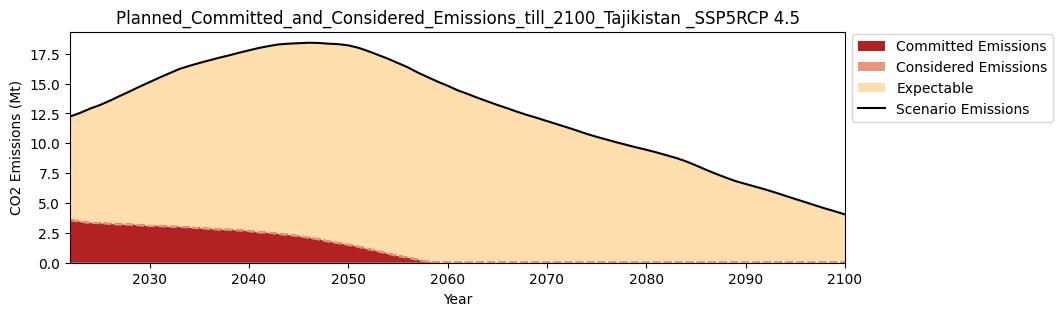 Planned_Committed_and_Considered_Emissions_till_2100_Tajikistan _SSP5RCP 4.5
Committed Emissions
Considered Emissions
Expectable
Scenario Emissions
CO2 Emissions (Mt)
17.5
15.0
12.5
10.0
7.5
5.0
2.5
0.0
2030 2040 2050 2060 2070 2080 2090 2100
Year